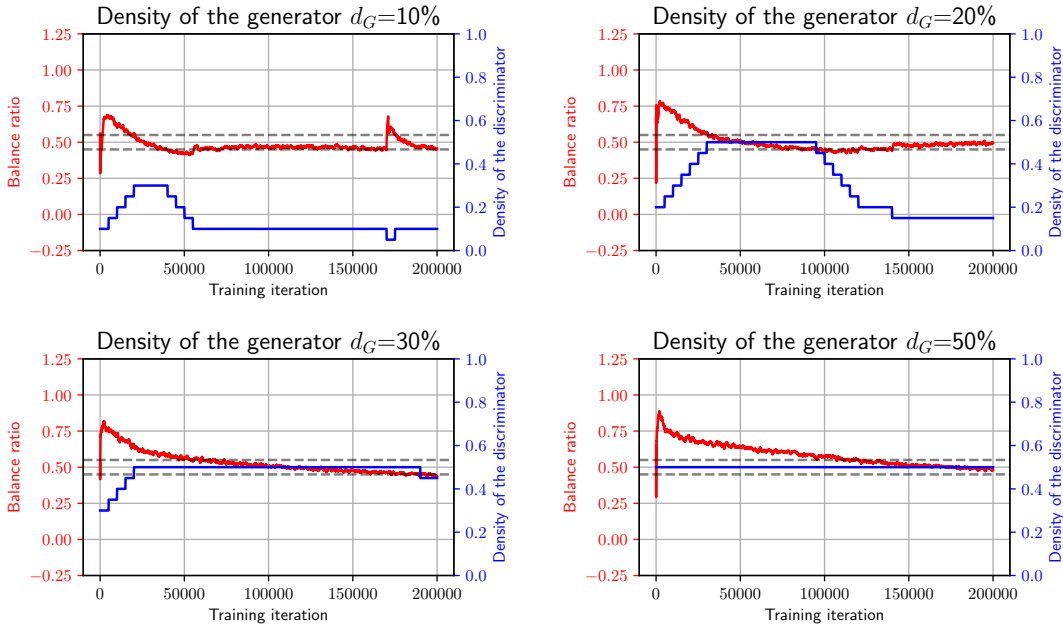 Density of the generator d_G=10%
1.25
1.00
0.75
0.50
0.25
0.00
−0.25
Balance ratio
1.0
0.8
0.6
0.4
0.2
0.0
Density of the discriminator
0 50000 100000 150000 200000
Training iteration
Density of the generator d_G=20%
1.25
1.00
0.75
0.50
0.25
0.00
−0.25
Balance ratio
1.0
0.8
0.6
0.4
0.2
0.0
Density of the discriminator
0 50000 100000 150000 200000
Training iteration
Density of the generator d_G=30%
1.25
1.00
0.75
0.50
0.25
0.00
−0.25
Balance ratio
1.0
0.8
0.6
0.4
0.2
0.0
Density of the discriminator
0 50000 100000 150000 200000
Training iteration
Density of the generator d_G=50%
1.25
1.00
0.75
0.50
0.25
0.00
−0.25
Balance ratio
1.0
0.8
0.6
0.4
0.2
0.0
Density of the discriminator
0 50000 100000 150000 200000
Training iteration